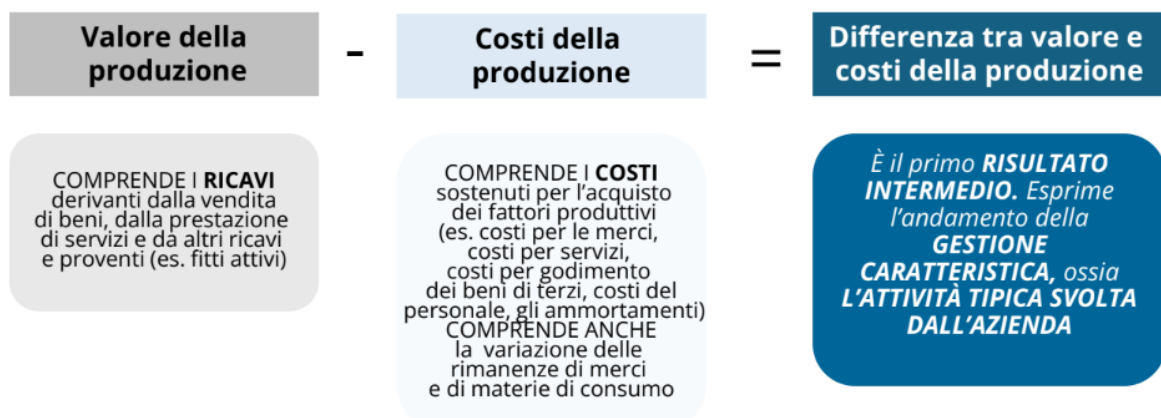 Valore della
produzione
-
Costi della
produzione
=
Differenza tra valore e
costi della produzione
COMPRENDE I RICAVI
derivanti dalla vendita
di beni, dalla prestazione
di servizi e da altri ricavi
e proventi (es. fitti attivi)
COMPRENDE I COSTI
sostenuti per l'acquisto
dei fattori produttivi
(es. costi per le merci,
costi per servizi,
costi per godimento
dei beni di terzi, costi del
personale, gli ammortamenti)
COMPRENDE ANCHE
la variazione delle
rimanenze di merci
e di materie di consumo
È il primo RISULTATO
INTERMEDIO. Esprime
l'andamento della
GESTIONE
CARATTERISTICA, ossia
L'ATTIVITÀ TIPICA SVOLTA
DALL'AZIENDA